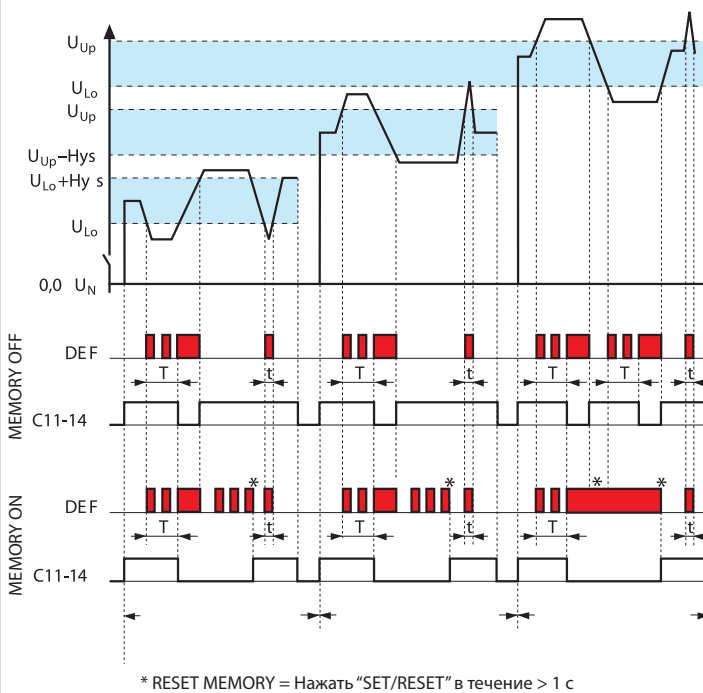 U_Up
U_Lo
U_Up
U_Up–Hys
U_Lo+Hy s
U_Lo
0,0 U_N
MEMORY OFF
DEF
T t T t T T t
C11-14
MEMORY ON
* * * *
DEF
T t T t T t
C11-14
* RESET MEMORY = Нажать “SET/RESET” в течение > 1 с